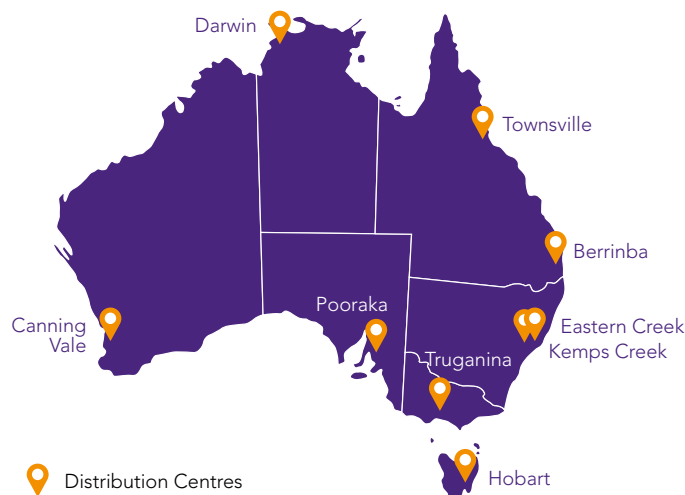 Darwin
Townsville
Berrinba
Pooraka
Canning
Vale
Eastern Creek
Kemps Creek
Truganina
Hobart
Distribution Centres